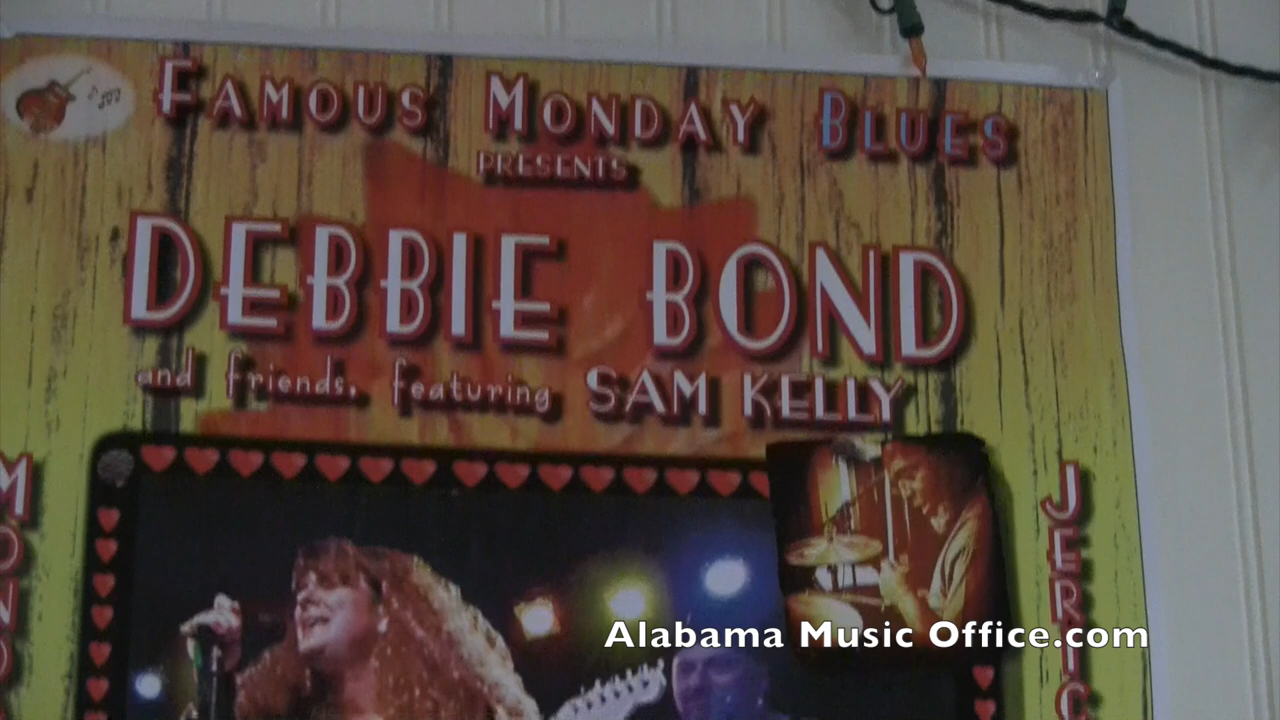 FAMOUS MONDAY BLUES
PRESENTS
DEBBIE BOND
and friends, featuring SAM KELLY
Alabama Music Office.com